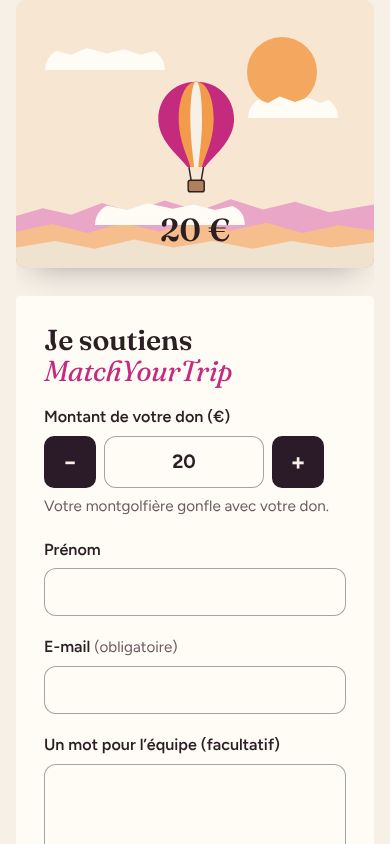 20 €
Je soutiens
MatchYourTrip
Montant de votre don (€)
–
20
+
Votre montgolfière gonfle avec votre don.
Prénom
E-mail (obligatoire)
Un mot pour l’équipe (facultatif)